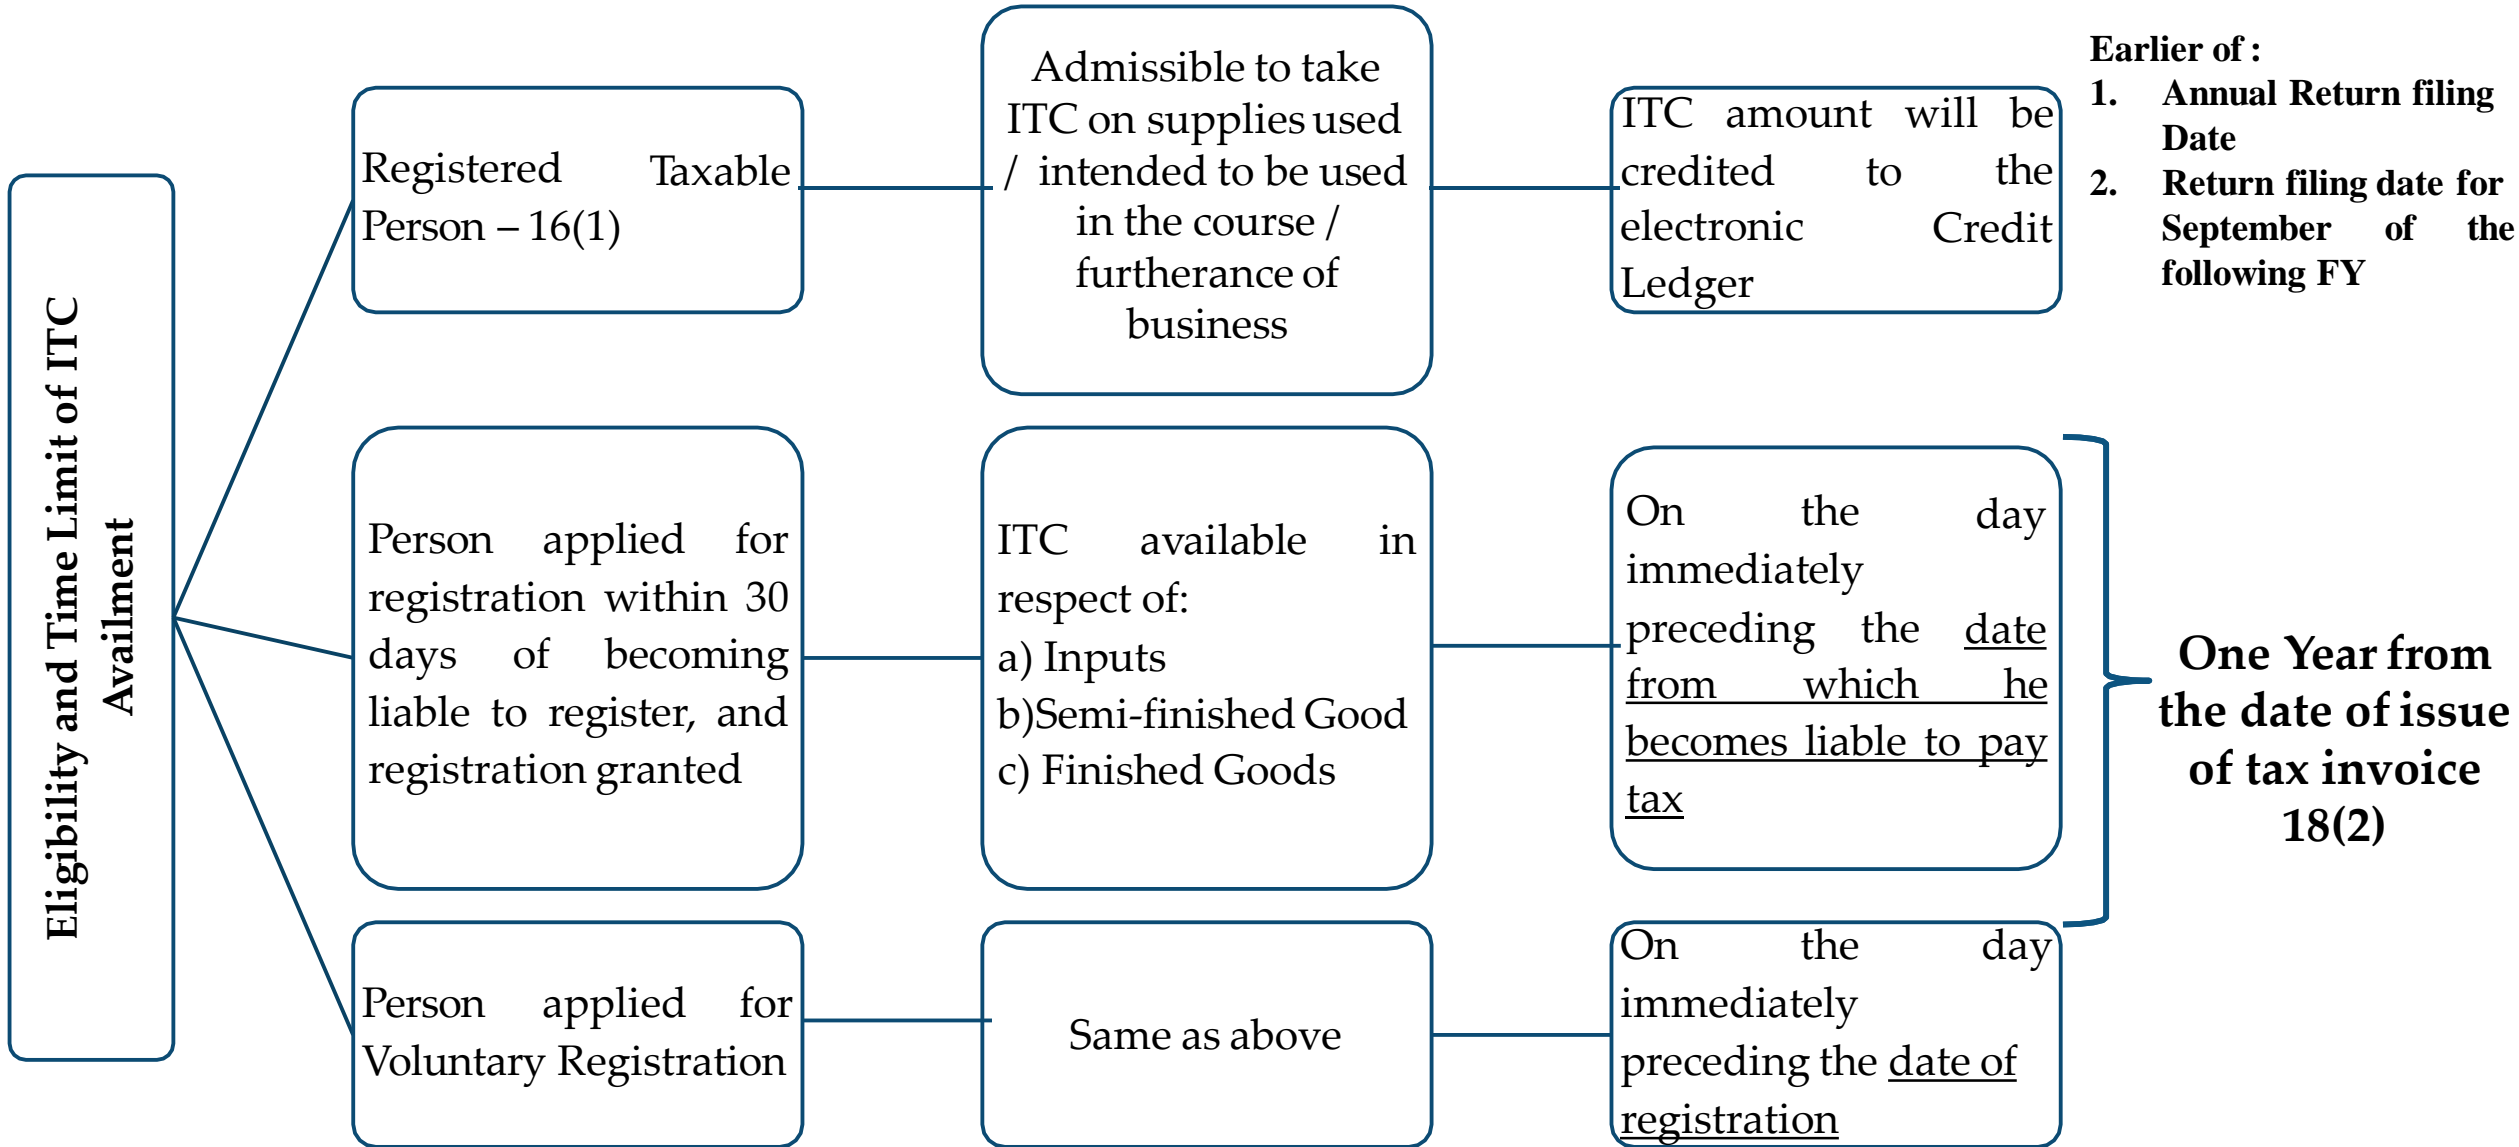 Eligibility and Time Limit of ITC
Availment
Registered Taxable
Person – 16(1)
Admissible to take
ITC on supplies used
/ intended to be used
in the course /
furtherance of
business
ITC amount will be
credited to the
electronic Credit
Ledger
Earlier of :
1. Annual Return filing
Date
2. Return filing date for
September of the
following FY
Person applied for
registration within 30
days of becoming
liable to register, and
registration granted
ITC available in
respect of:
a) Inputs
b)Semi-finished Good
c) Finished Goods
On the day
immediately
preceding the date
from which he
becomes liable to pay
tax
One Year from
the date of issue
of tax invoice
18(2)
Person applied for
Voluntary Registration
Same as above
On the day
immediately
preceding the date of
registration